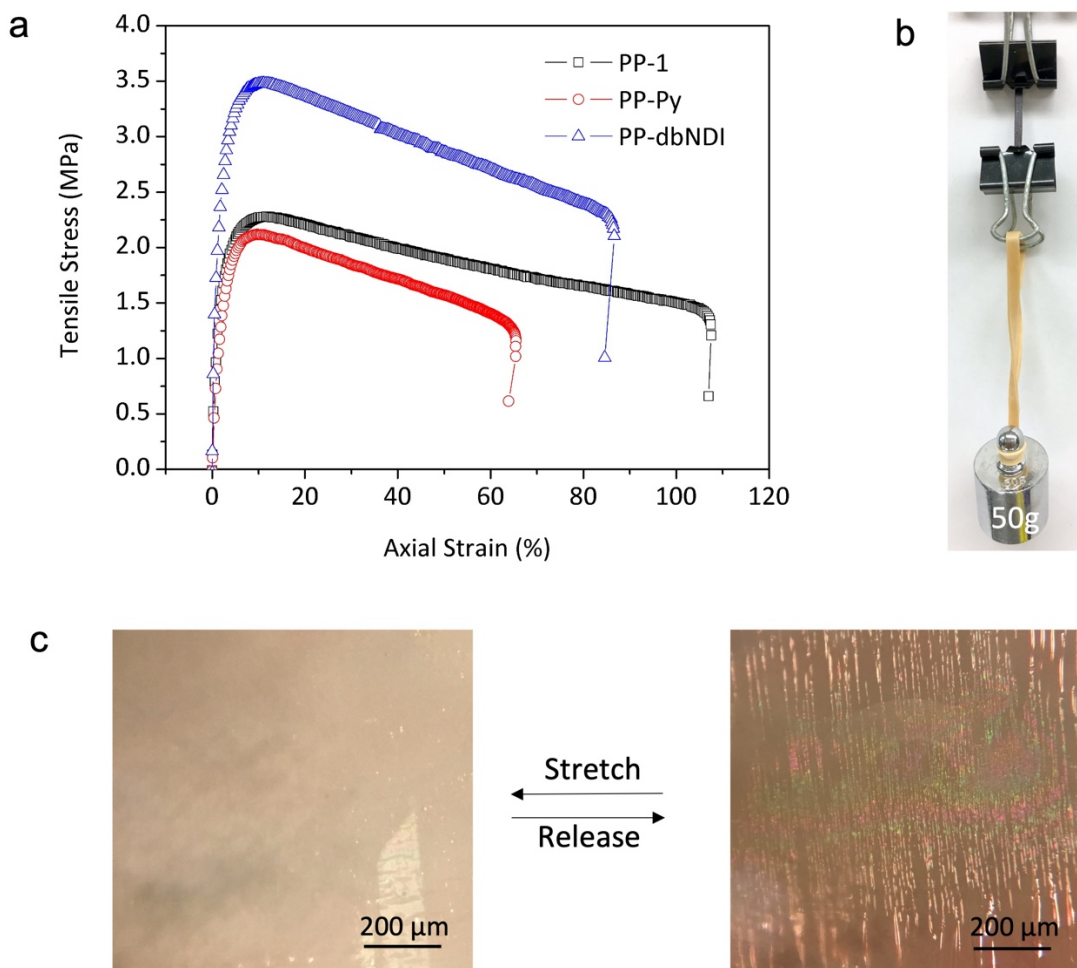 a
4.0
3.5
3.0
2.5
2.0
1.5
1.0
0.5
0.0
0
20
40
60
80
100
120
Tensile Stress (MPa)
Axial Strain (%)
PP-1
PP-Py
PP-dbNDI
b
50g
c
200 μm
Stretch
Release
200 μm